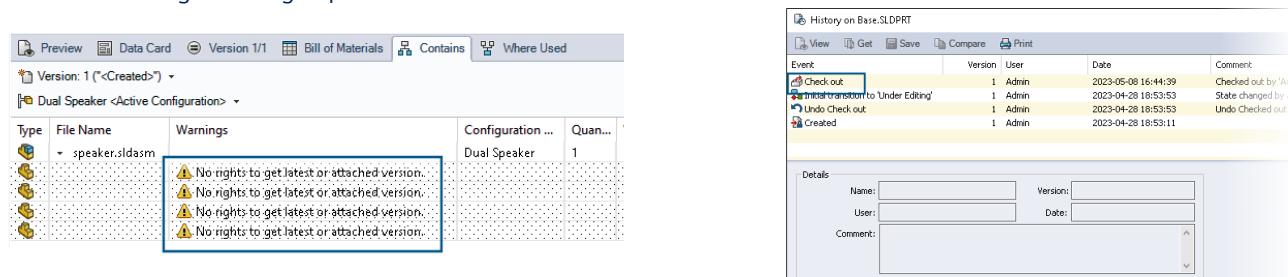 Preview Data Card Version 1/1 Bill of Materials Contains Where Used
Version: 1 ("<Created>")
Dual Speaker <Active Configuration>
Type File Name Warnings Configuration ... Quan...
speaker.sldasm Dual Speaker 1
No rights to get latest or attached version.
No rights to get latest or attached version.
No rights to get latest or attached version.
No rights to get latest or attached version.
History on Base.SLDPRT
View Get Save Compare Print
Event Version User Date Comment
Check out 1 Admin 2023-05-08 16:44:39 Checked out by 'A
Initial transition to 'Under Editing' 1 Admin 2023-04-28 18:53:53 State changed by
Undo Check out 1 Admin 2023-04-28 18:53:53 Undo Checked out
Created 1 Admin 2023-04-28 18:53:11
Details
Name: Version:
User: Date:
Comment: